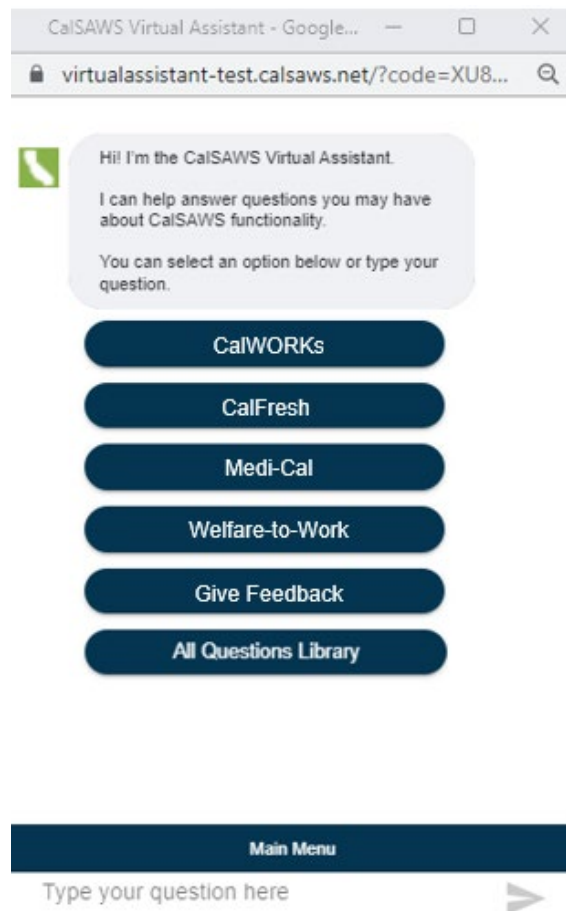 CalSAWS Virtual Assistant - Google...
virtualassistant-test.calsaws.net/?code=XU8...
Hi! I'm the CalSAWS Virtual Assistant.
I can help answer questions you may have
about CalSAWS functionality.
You can select an option below or type your
question.
CalWORKs
CalFresh
Medi-Cal
Welfare-to-Work
Give Feedback
All Questions Library
Main Menu
Type your question here